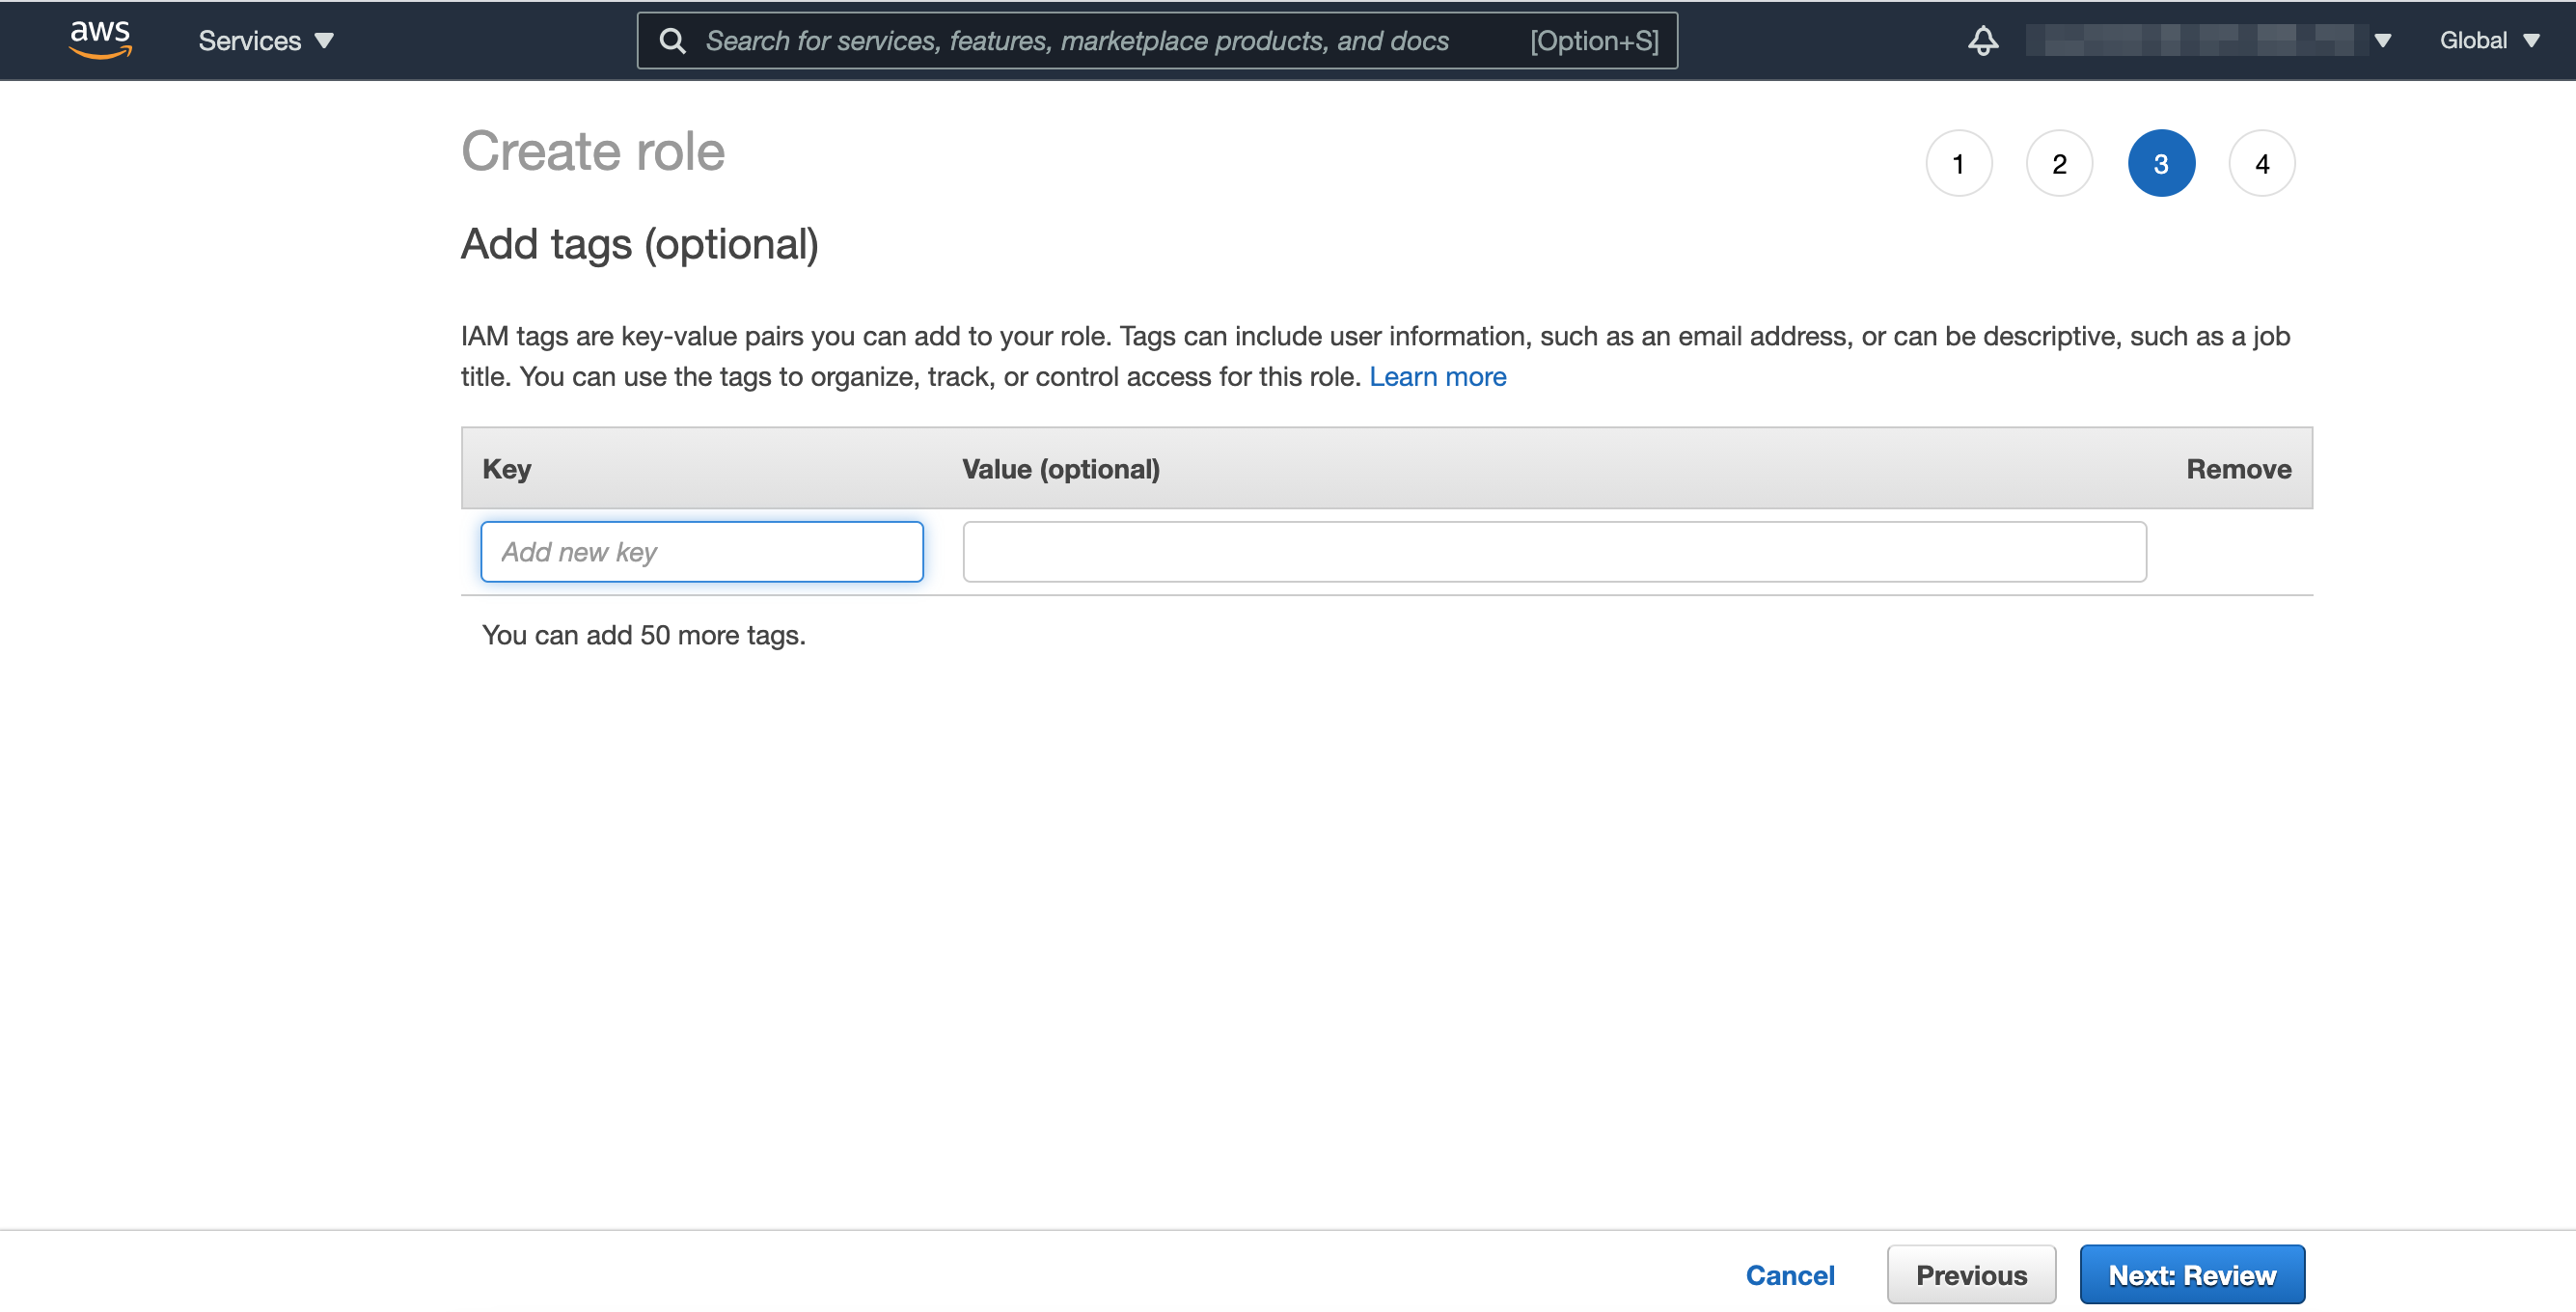 aws Services Search for services, features, marketplace products, and docs [Option+S] Global
Create role 1 2 3 4
Add tags (optional)
IAM tags are key-value pairs you can add to your role. Tags can include user information, such as an email address, or can be descriptive, such as a job
title. You can use the tags to organize, track, or control access for this role. Learn more
Key Value (optional) Remove
Add new key
You can add 50 more tags.
Cancel Previous Next: Review